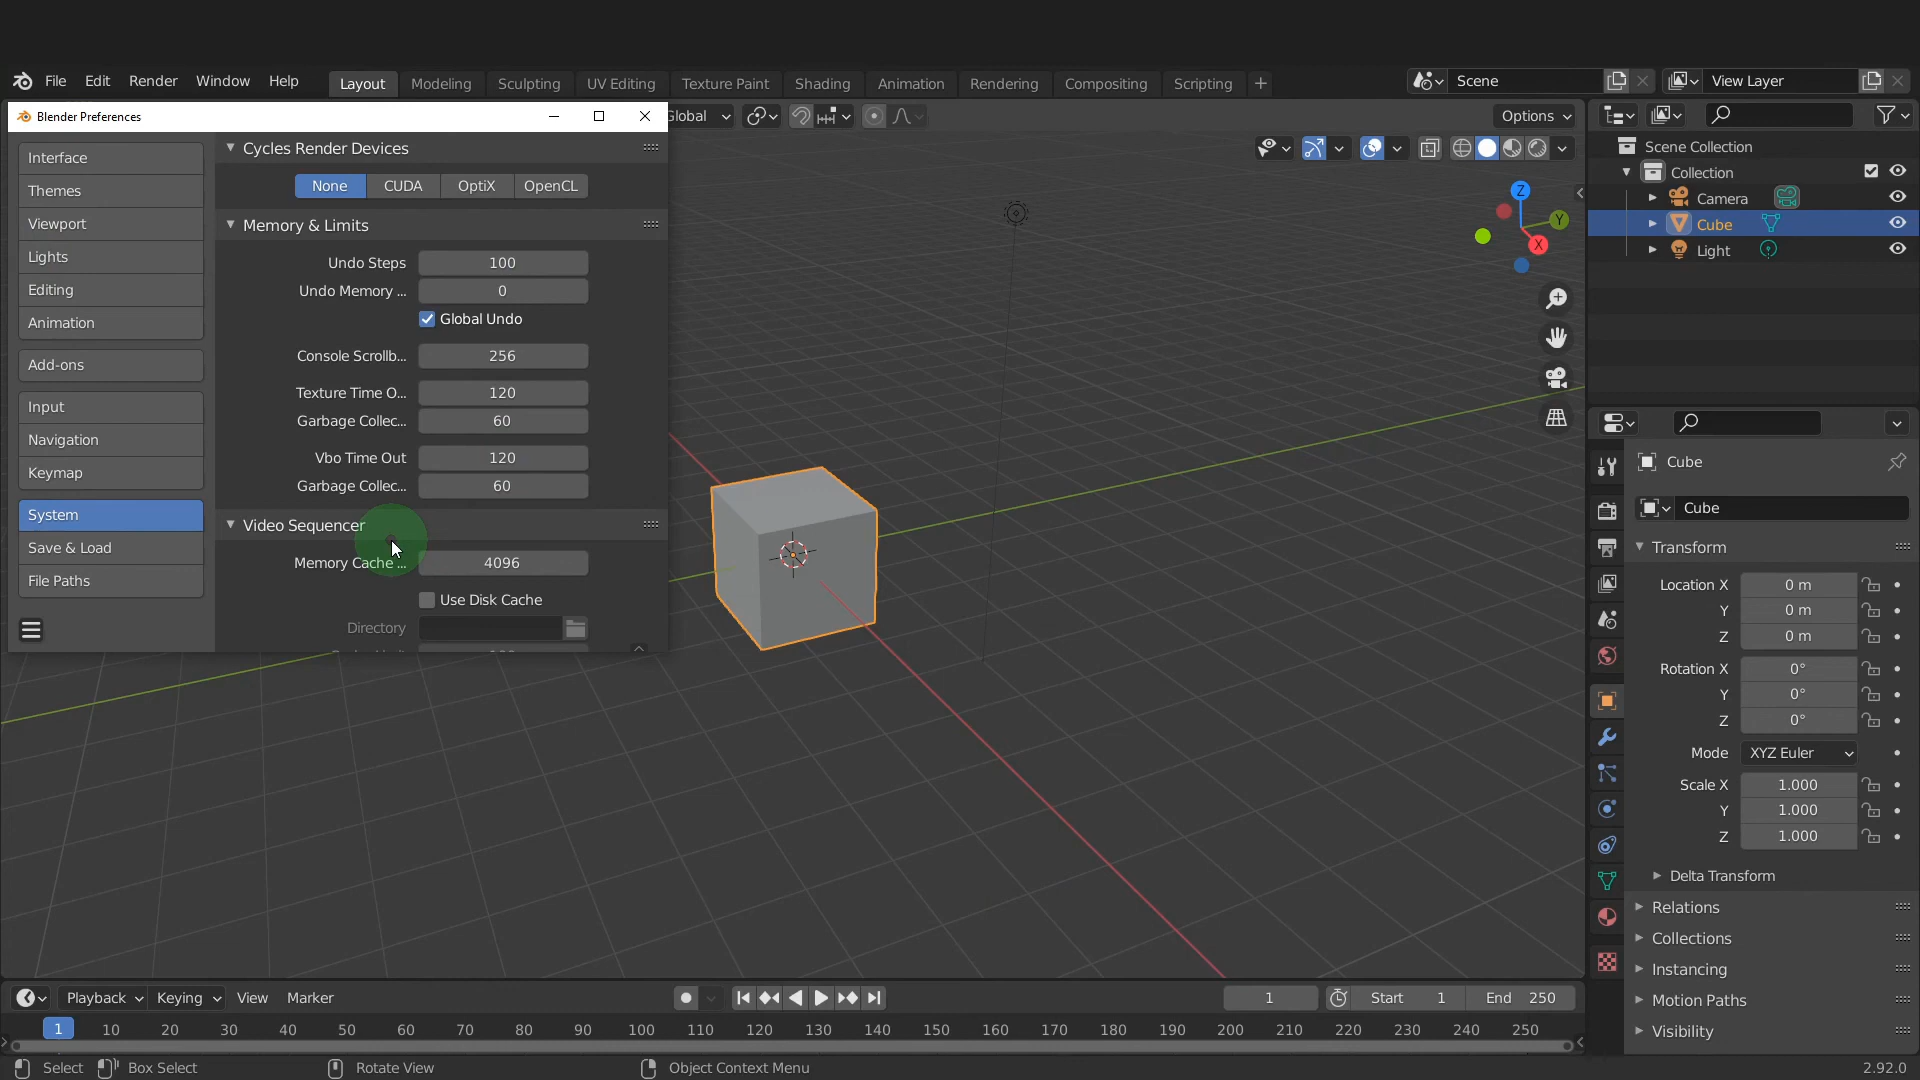 File Edit Render Window Help Layout Modeling Sculpting UV Editing Texture Paint Shading Animation Rendering Compositing Scripting + Scene View Layer
Blender Preferences
Global Options
Interface
Themes
Viewport
Lights
Editing
Animation
Add-ons
Input
Navigation
Keymap
System
Save & Load
File Paths
Cycles Render Devices
None CUDA OptiX OpenCL
Memory & Limits
Undo Steps 100
Undo Memory ... 0
Global Undo
Console Scrollb... 256
Texture Time O... 120
Garbage Collec... 60
Vbo Time Out 120
Garbage Collec... 60
Video Sequencer
Memory Cache ... 4096
Use Disk Cache
Directory
Z
Y
X
Scene Collection
Collection
Camera
Cube
Light
Cube
Cube
Transform
Location X 0 m
Y 0 m
Z 0 m
Rotation X 0°
Y 0°
Z 0°
Mode XYZ Euler
Scale X 1.000
Y 1.000
Z 1.000
Delta Transform
Relations
Collections
Instancing
Motion Paths
Visibility
Playback Keying View Marker 1 Start 1 End 250
1 10 20 30 40 50 60 70 80 90 100 110 120 130 140 150 160 170 180 190 200 210 220 230 240 250
Select Box Select Rotate View Object Context Menu 2.92.0